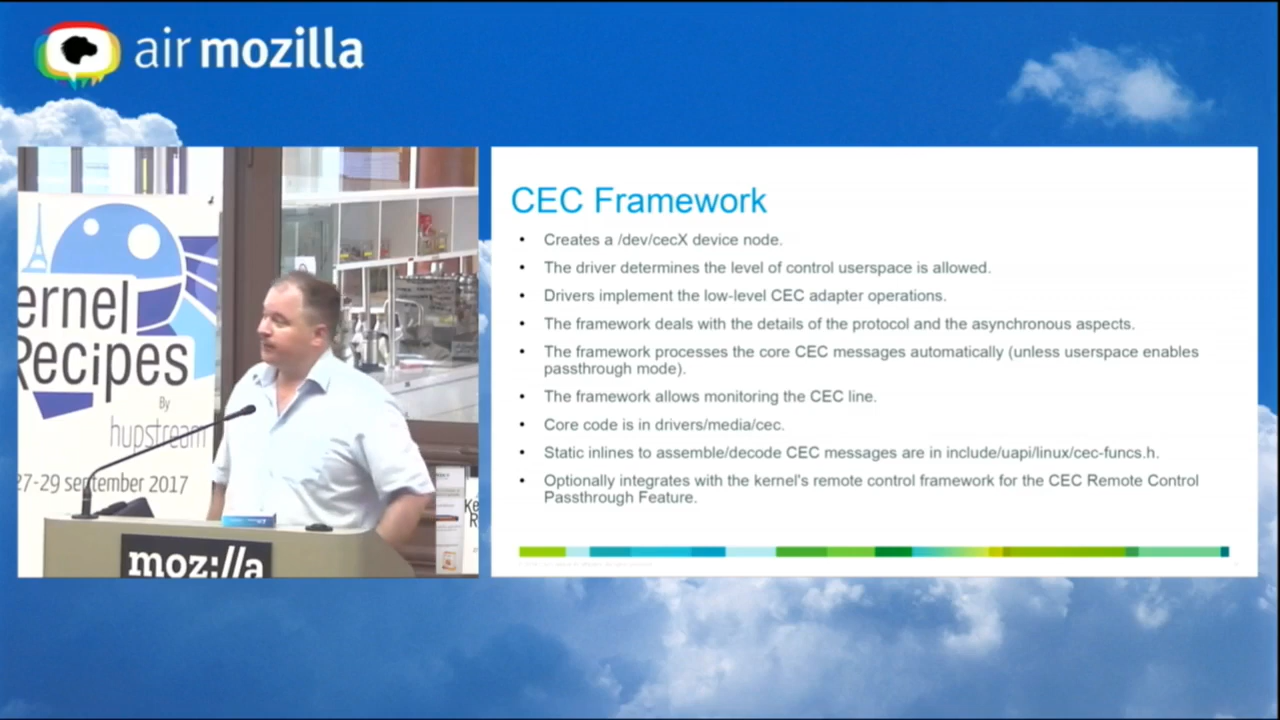 air mozilla
ernel
Recipes
By
hupstream
27-29 september 2017
moz://a
Ke
R
CEC Framework
• Creates a /dev/cecX device node.
• The driver determines the level of control userspace is allowed.
• Drivers implement the low-level CEC adapter operations.
• The framework deals with the details of the protocol and the asynchronous aspects.
• The framework processes the core CEC messages automatically (unless userspace enables
passthrough mode).
• The framework allows monitoring the CEC line.
• Core code is in drivers/media/cec.
• Static inlines to assemble/decode CEC messages are in include/uapi/linux/cec-funcs.h.
• Optionally integrates with the kernel's remote control framework for the CEC Remote Control
Passthrough Feature.